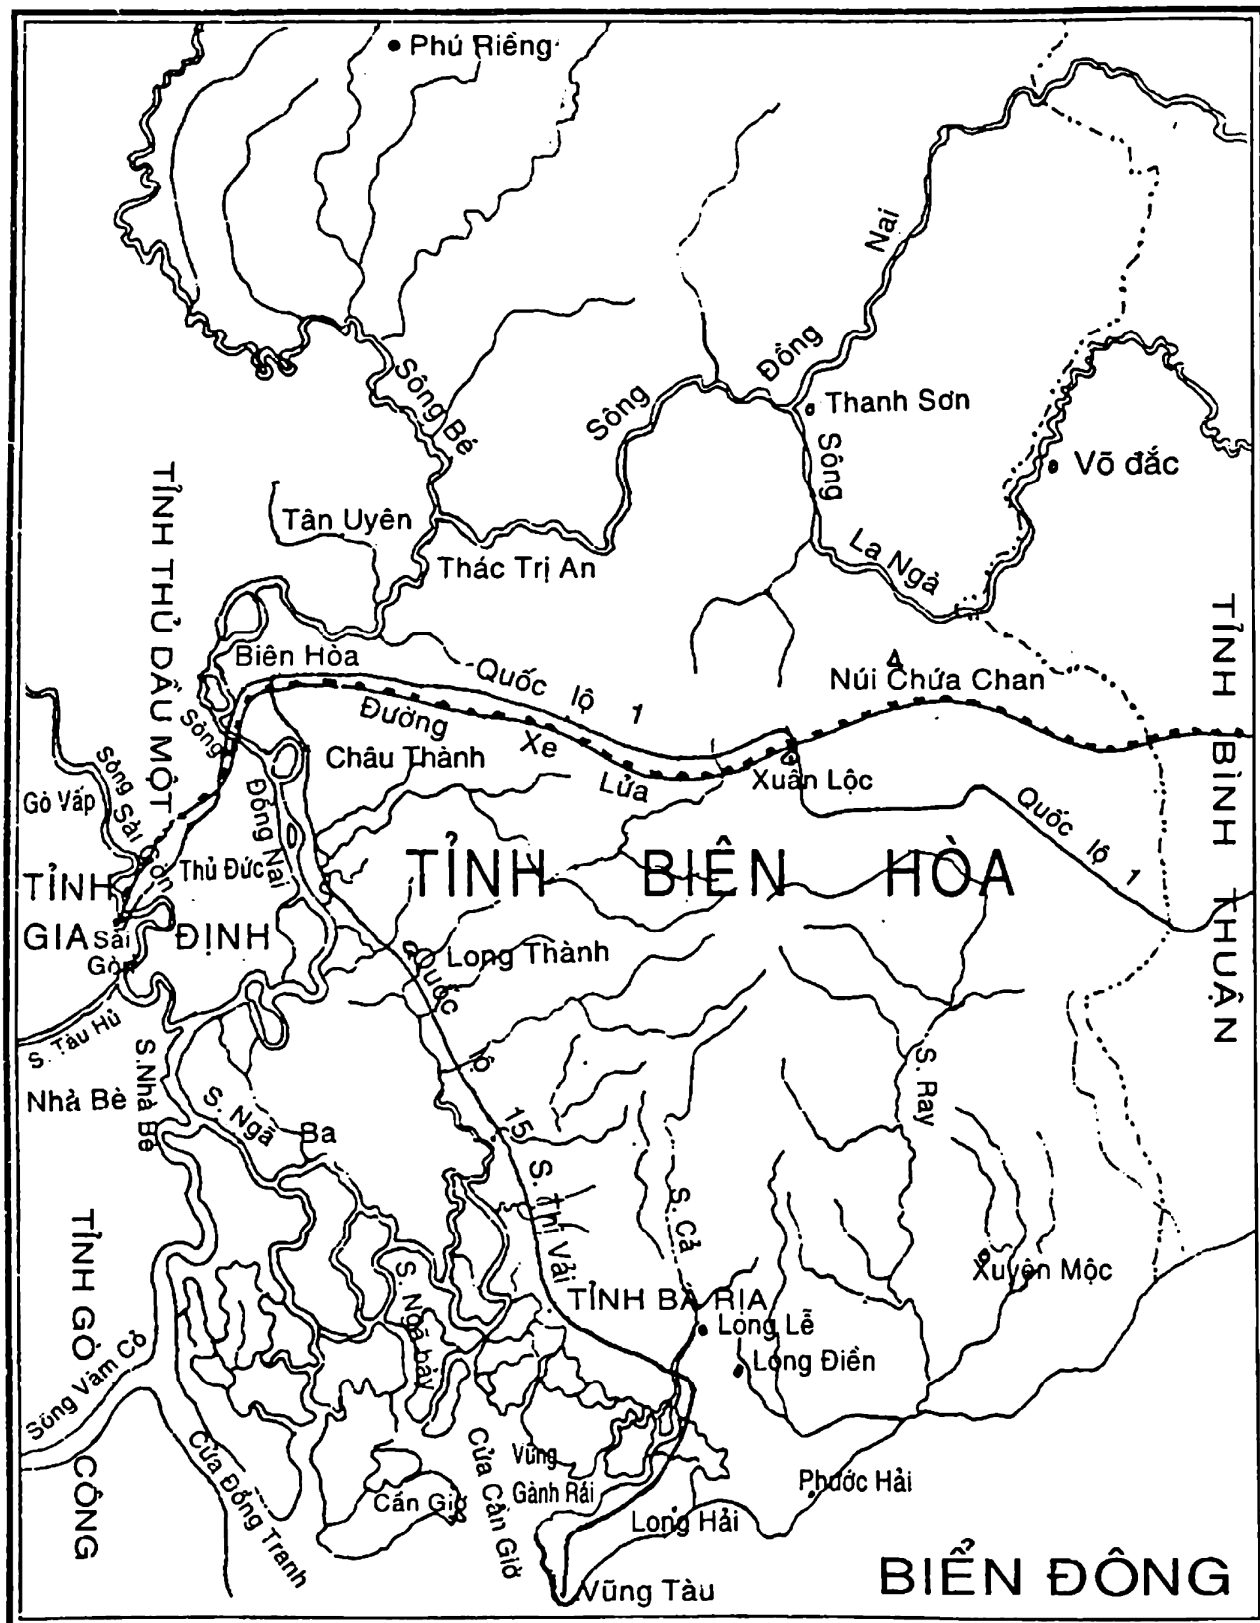 Phú Riềng
Nai
Đồng
Sông
Sông Bé
Thanh Sơn
Sông
La Ngà
Võ đắc
TỈNH THỦ DẦU MỘT
Tân Uyên
Thác Trị An
TỈNH BÌNH THUẬN
Biên Hòa
Quốc lộ 1
Núi Chứa Chan
Đường Xe Lửa
Sông
Đồng Nai
Châu Thành
Xuân Lộc
Quốc lộ 1
Sông Sài Gòn
Gò Vấp
Thủ Đức
TỈNH BIÊN HÒA
TỈNH
GIA ĐỊNH
Sài
Gòn
Long Thành
Quốc lộ 15
S. Tàu Hủ
Nhà Bè
S. Nhà Bè
S. Ngã Ba
S. Ray
S. Thị Vải
S. Cả
TỈNH GÒ CÔNG
S. Ngã bảy
Xuyên Mộc
TỈNH BÀ RỊA
Long Lễ
Long Điền
Sông Vàm Cỏ
Cửa Đồng Tranh
Cần Giờ
Cửa Cần Giờ
Vũng
Gành Rái
Long Hải
Phước Hải
Vũng Tàu
BIỂN ĐÔNG